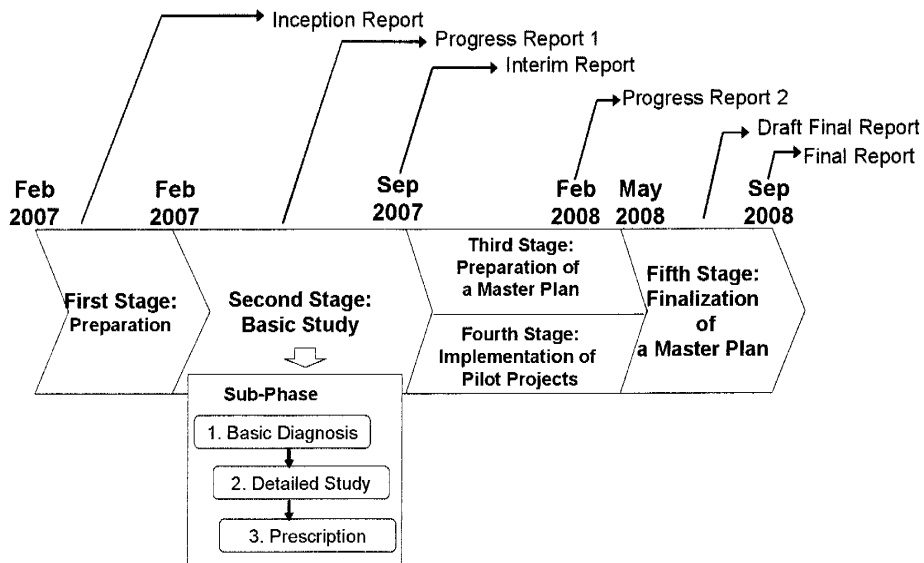 Inception Report
Progress Report 1
Interim Report
Progress Report 2
Draft Final Report
Final Report
Feb
2007
Feb
2007
Sep
2007
Feb
2008
May
2008
Sep
2008
First Stage:
Preparation
Second Stage:
Basic Study
Third Stage:
Preparation of
a Master Plan
Fourth Stage:
Implementation of
Pilot Projects
Fifth Stage:
Finalization
of
a Master Plan
Sub-Phase
1. Basic Diagnosis
2. Detailed Study
3. Prescription